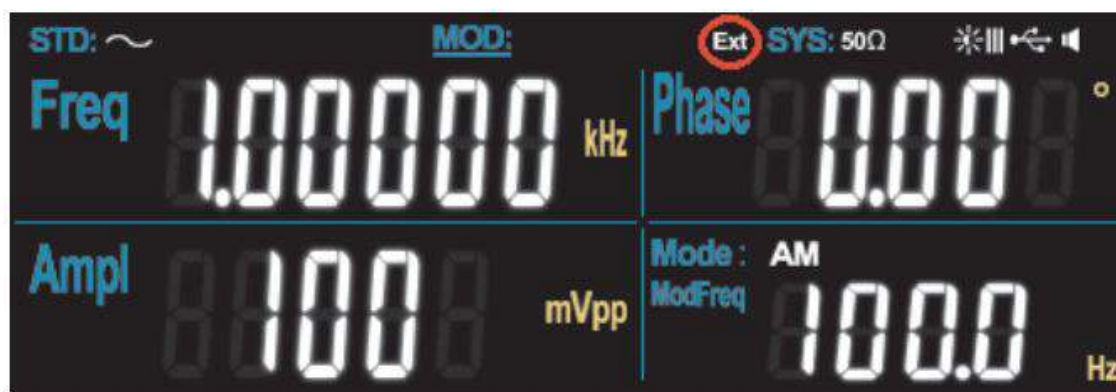 STD: MOD: Ext SYS: 50Ω
Freq 1.00000 kHz
Phase 0.00 °
Ampl 100 mVpp
Mode : AM
ModFreq 100.0 Hz